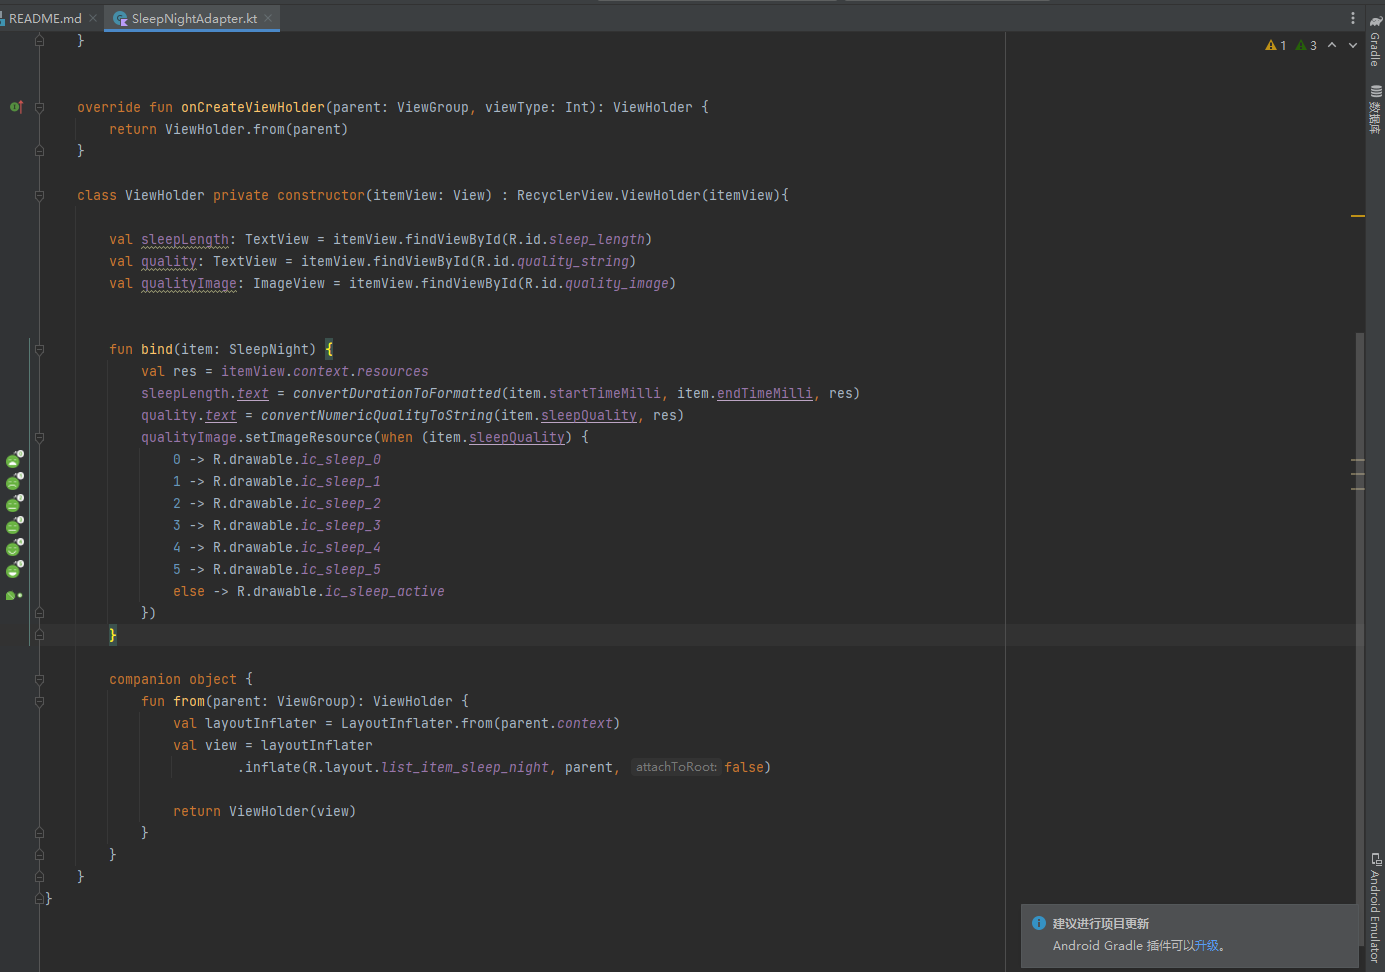 README.md
SleepNightAdapter.kt
1 3
Gradle
数据库
}
override fun onCreateViewHolder(parent: ViewGroup, viewType: Int): ViewHolder {
return ViewHolder.from(parent)
}
class ViewHolder private constructor(itemView: View) : RecyclerView.ViewHolder(itemView){
val sleepLength: TextView = itemView.findViewById(R.id.sleep_length)
val quality: TextView = itemView.findViewById(R.id.quality_string)
val qualityImage: ImageView = itemView.findViewById(R.id.quality_image)
fun bind(item: SleepNight) {
val res = itemView.context.resources
sleepLength.text = convertDurationToFormatted(item.startTimeMilli, item.endTimeMilli, res)
quality.text = convertNumericQualityToString(item.sleepQuality, res)
qualityImage.setImageResource(when (item.sleepQuality) {
0 -> R.drawable.ic_sleep_0
1 -> R.drawable.ic_sleep_1
2 -> R.drawable.ic_sleep_2
3 -> R.drawable.ic_sleep_3
4 -> R.drawable.ic_sleep_4
5 -> R.drawable.ic_sleep_5
else -> R.drawable.ic_sleep_active
})
}
companion object {
fun from(parent: ViewGroup): ViewHolder {
val layoutInflater = LayoutInflater.from(parent.context)
val view = layoutInflater
.inflate(R.layout.list_item_sleep_night, parent, attachToRoot: false)
return ViewHolder(view)
}
}
}
}
建议进行项目更新
Android Gradle 插件可以升级。
Android Emulator